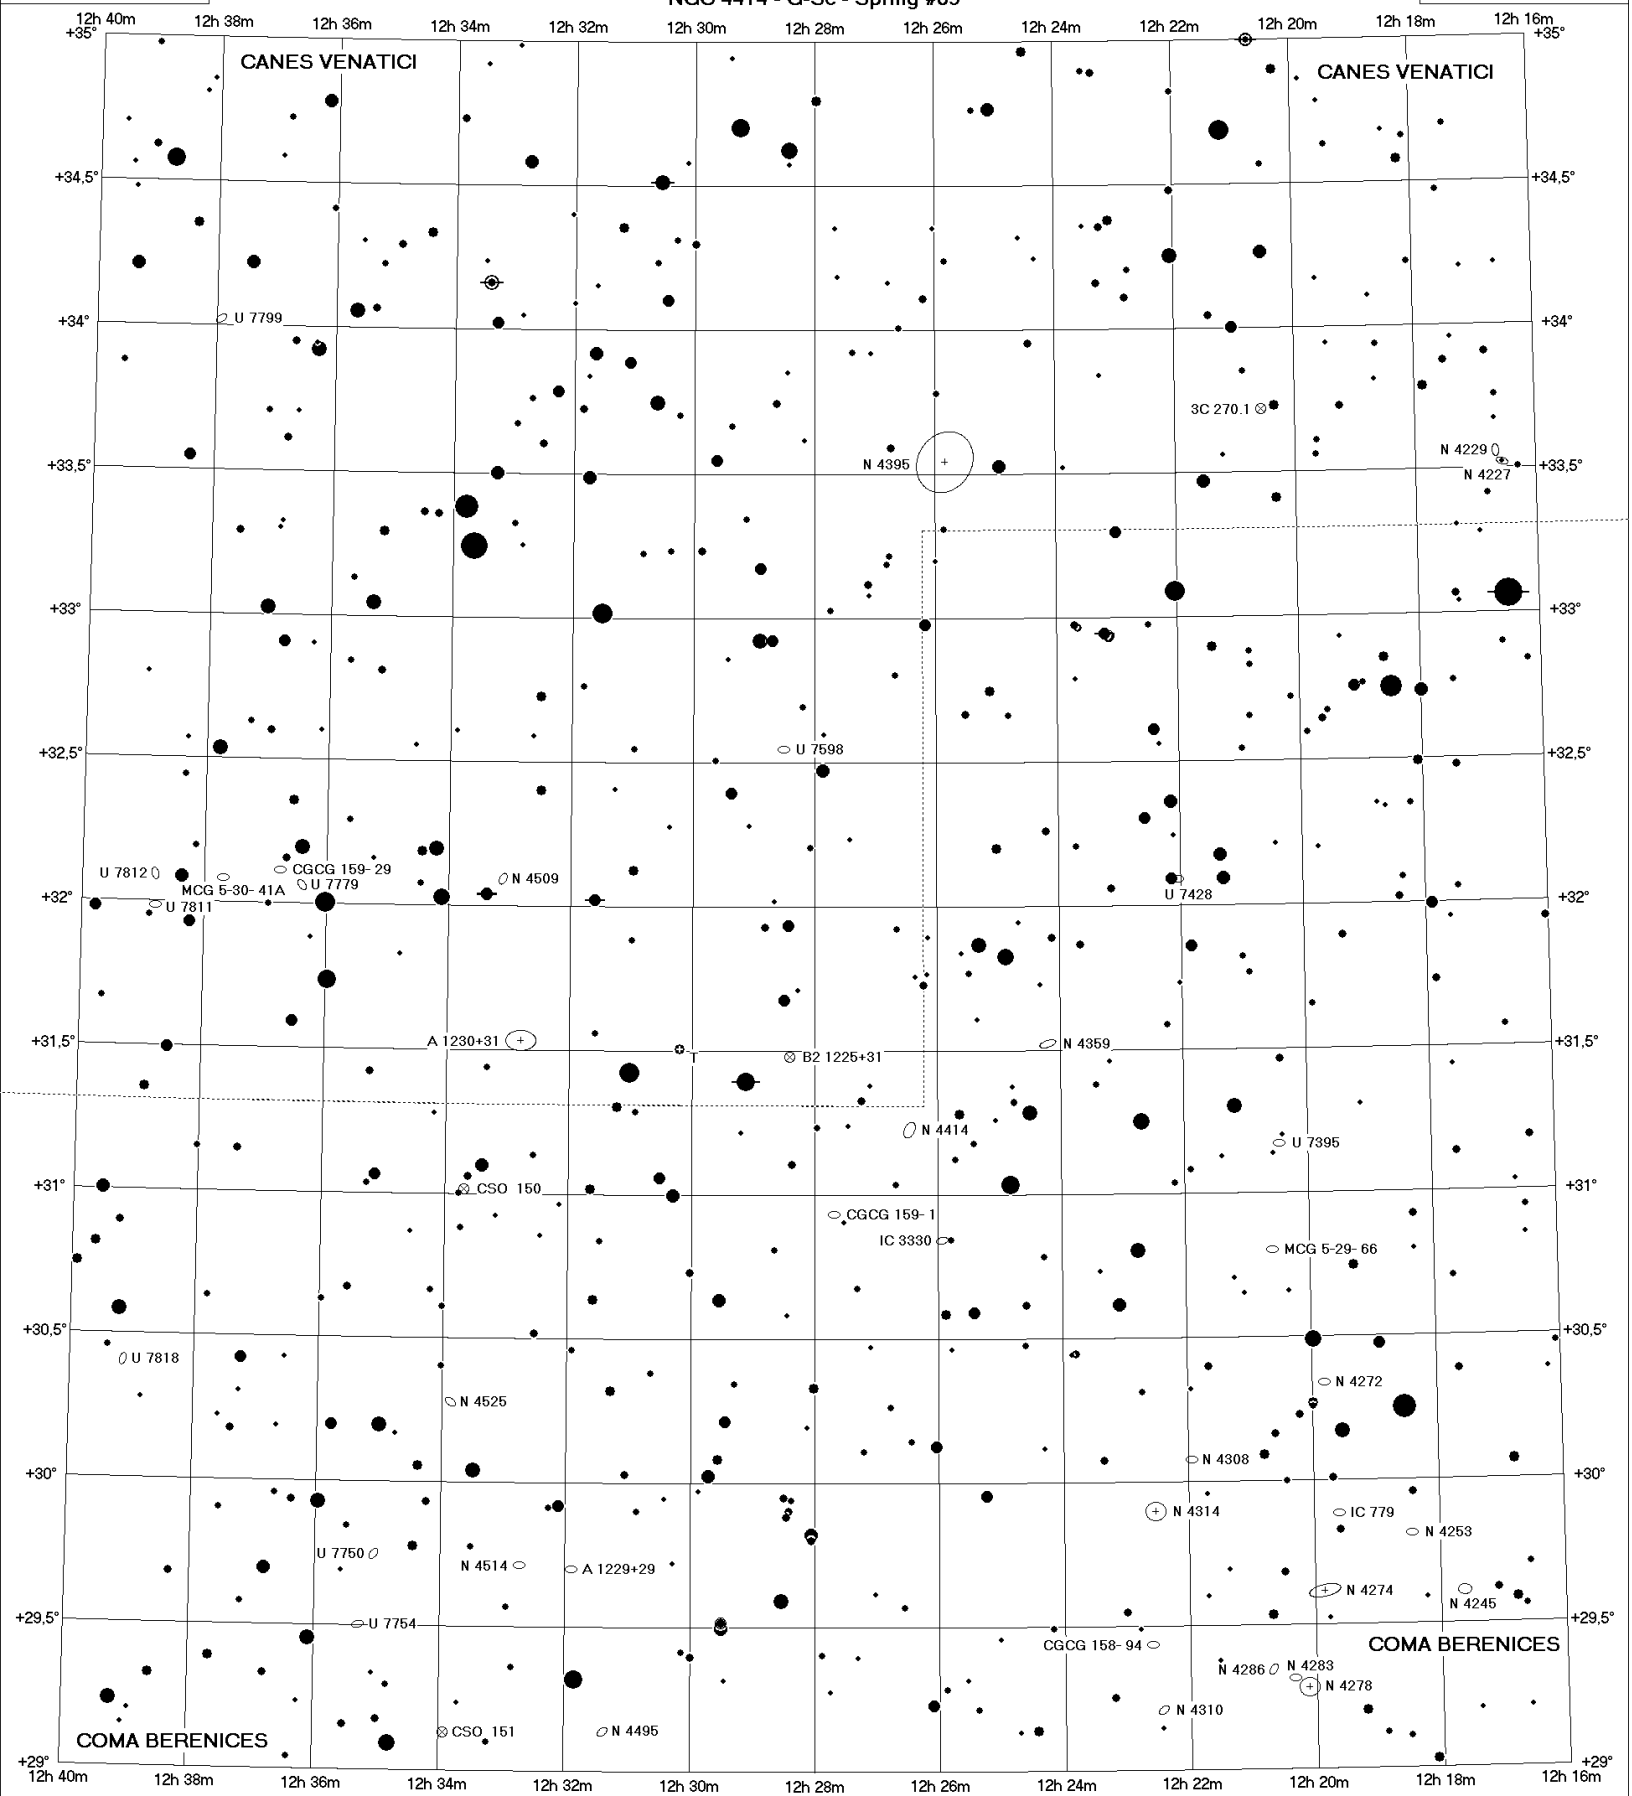 12h 40m 12h 38m 12h 36m 12h 34m 12h 32m 12h 30m 12h 28m 12h 26m 12h 24m 12h 22m 12h 20m 12h 18m 12h 16m
+35° +35°
CANES VENATICI
CANES VENATICI
+34,5° +34,5°
U 7799
+34° +34°
3C 270.1
N 4229
N 4395
+33,5° +33,5°
N 4227
+33° +33°
U 7598
+32,5° +32,5°
U 7812
CGCG 159- 29
N 4509
U 7779
MCG 5-30- 41A
U 7428
+32° +32°
U 7811
A 1230+31
+31,5° +31,5°
N 4359
T
B2 1225+31
N 4414
U 7395
+31° +31°
CSO 150
CGCG 159- 1
IC 3330
MCG 5-29- 66
+30,5° +30,5°
U 7818
N 4272
N 4525
N 4308
+30° +30°
N 4314
IC 779
N 4253
U 7750
N 4514
A 1229+29
N 4274
N 4245
+29,5° +29,5°
U 7754
CGCG 158- 94
COMA BERENICES
N 4286
N 4283
N 4278
N 4310
CSO 151
N 4495
COMA BERENICES
+29° +29°
12h 40m 12h 38m 12h 36m 12h 34m 12h 32m 12h 30m 12h 28m 12h 26m 12h 24m 12h 22m 12h 20m 12h 18m 12h 16m